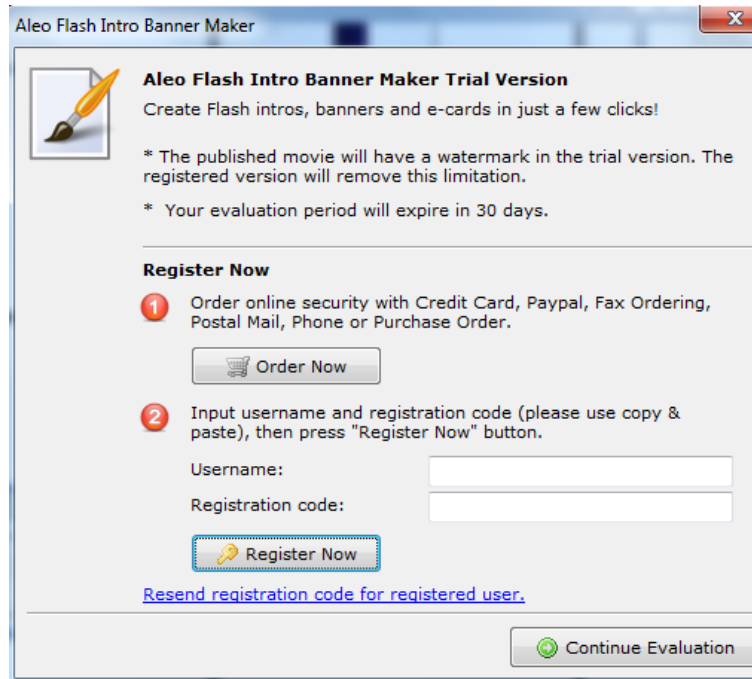 Aleo Flash Intro Banner Maker
Aleo Flash Intro Banner Maker Trial Version
Create Flash intros, banners and e-cards in just a few clicks!
* The published movie will have a watermark in the trial version. The
registered version will remove this limitation.
* Your evaluation period will expire in 30 days.
Register Now
1 Order online security with Credit Card, Paypal, Fax Ordering,
Postal Mail, Phone or Purchase Order.
Order Now
2 Input username and registration code (please use copy &
paste), then press "Register Now" button.
Username:
Registration code:
Register Now
Resend registration code for registered user.
Continue Evaluation